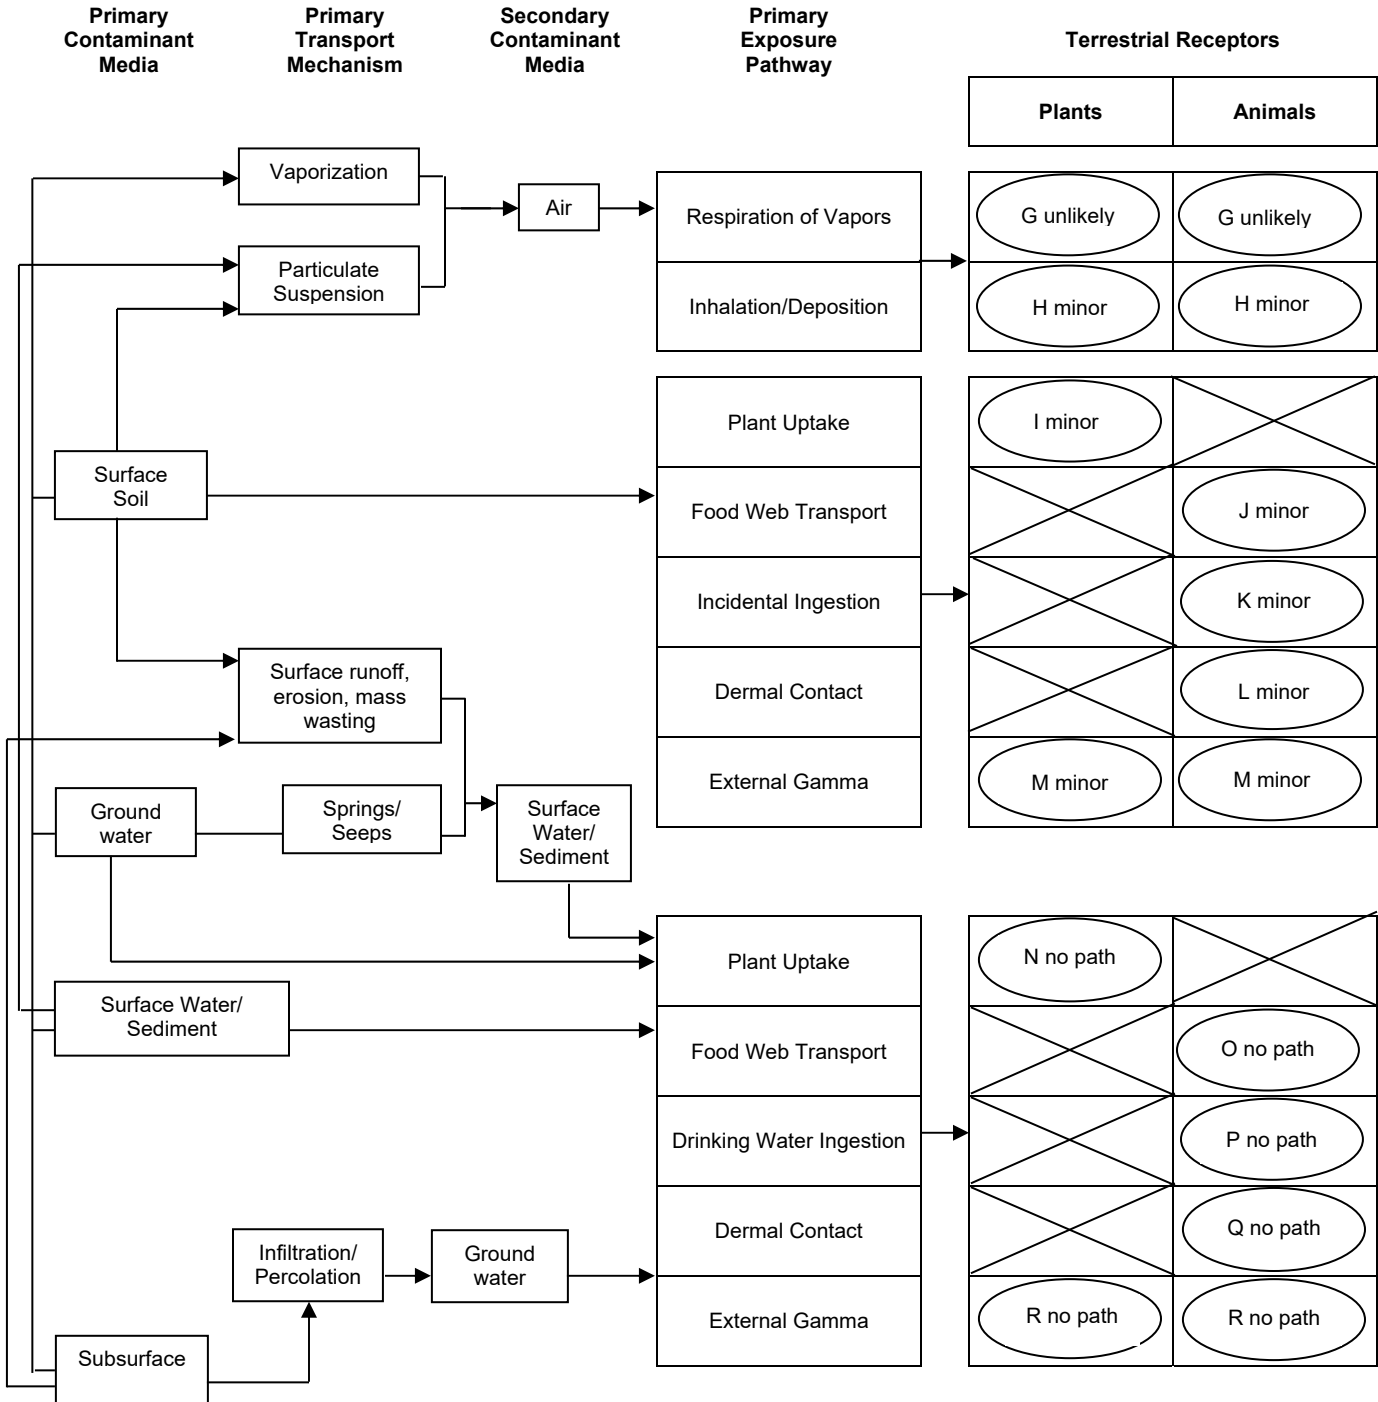 Primary
Contaminant
Media
Primary
Transport
Mechanism
Secondary
Contaminant
Media
Primary
Exposure
Pathway
Terrestrial Receptors
Plants
Animals
Vaporization
Air
Particulate
Suspension
Respiration of Vapors
G unlikely
G unlikely
Inhalation/Deposition
H minor
H minor
Surface
Soil
Plant Uptake
I minor
Food Web Transport
J minor
Incidental Ingestion
K minor
Dermal Contact
L minor
External Gamma
M minor
M minor
Surface runoff,
erosion, mass
wasting
Ground
water
Springs/
Seeps
Surface
Water/
Sediment
Surface Water/
Sediment
Plant Uptake
N no path
Food Web Transport
O no path
Drinking Water Ingestion
P no path
Dermal Contact
Q no path
External Gamma
R no path
R no path
Infiltration/
Percolation
Ground
water
Subsurface